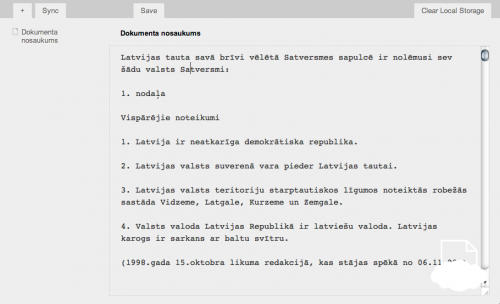 + Sync Save Clear Local Storage
Dokumenta
nosaukums
Dokumenta nosaukums
Latvijas tauta savā brīvi vēlētā Satversmes sapulcē ir nolēmusi sev
šādu valsts Satversmi:
1. nodaļa
Vispārējie noteikumi
1. Latvija ir neatkarīga demokrātiska republika.
2. Latvijas valsts suverenā vara pieder Latvijas tautai.
3. Latvijas valsts teritoriju starptautiskos līgumos noteiktās robežās
sastāda Vidzeme, Latgale, Kurzeme un Zemgale.
4. Valsts valoda Latvijas Republikā ir latviešu valoda. Latvijas
karogs ir sarkans ar baltu svītru.
(1998.gada 15.oktobra likuma redakcijā, kas stājas spēkā no